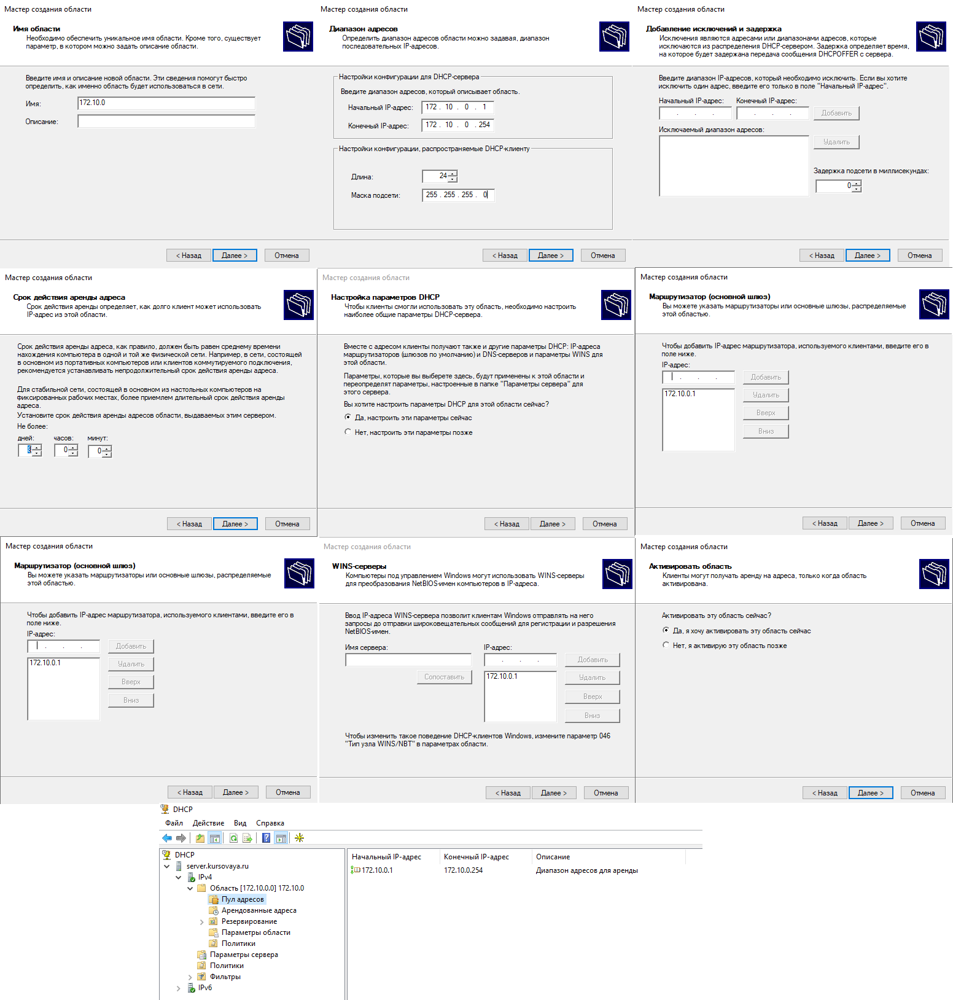 Мастер создания области
Имя области
Необходимо обеспечить уникальное имя области. Кроме того, существует
параметр, в котором можно задать описание области.
Введите имя и описание новой области. Эти сведения помогут быстро
определить, как именно область будет использоваться в сети.
Имя: 172.10.0
Описание:
< Назад Далее > Отмена
Мастер создания области
Диапазон адресов
Определить диапазон адресов области можно задавая, диапазон
последовательных IP-адресов.
Настройки конфигурации для DHCP-сервера
Введите диапазон адресов, который описывает область.
Начальный IP-адрес: 172 . 10 . 0 . 1
Конечный IP-адрес: 172 . 10 . 0 . 254
Настройки конфигурации, распространяемые DHCP-клиенту
Длина: 24
Маска подсети: 255 . 255 . 255 . 0
< Назад Далее > Отмена
Мастер создания области
Добавление исключений и задержка
Исключения являются адресами или диапазонами адресов, которые
исключаются из распределения DHCP-сервером. Задержка определяет время,
на которое будет задержана передача сообщения DHCPOFFER с сервера.
Введите диапазон IP-адресов, который необходимо исключить. Если вы хотите
исключить один адрес, введите его только в поле "Начальный IP-адрес".
Начальный IP-адрес: Конечный IP-адрес:
. . . . . . Добавить
Исключаемый диапазон адресов:
Удалить
Задержка подсети в миллисекундах:
0
< Назад Далее > Отмена
Мастер создания области
Срок действия аренды адреса
Срок действия аренды определяет, как долго клиент может использовать
IP-адрес из этой области.
Срок действия аренды адреса, как правило, должен быть равен среднему времени
нахождения компьютера в одной и той же физической сети. Например, в сети, состоящей
в основном из портативных компьютеров или клиентов коммутируемого подключения,
рекомендуется устанавливать непродолжительный срок действия аренды адреса.
Для стабильной сети, состоящей в основном из настольных компьютеров на
фиксированных рабочих местах, более приемлем длительный срок действия аренды
адреса.
Установите срок действия аренды адресов области, выдаваемых этим сервером.
Не более:
дней: часов: минут:
0 0
< Назад Далее > Отмена
Мастер создания области
Настройка параметров DHCP
Чтобы клиенты смогли использовать эту область, необходимо настроить
наиболее общие параметры DHCP-сервера.
Вместе с адресом клиенты получают также и другие параметры DHCP: IP-адреса
маршрутизаторов (шлюзов по умолчанию) и DNS-серверов и параметры WINS для
этой области.
Параметры, которые вы выберете здесь, будут применены к этой области и
переопределят параметры, настроенные в папке "Параметры сервера" для
этого сервера.
Вы хотите настроить параметры DHCP для этой области сейчас?
Да, настроить эти параметры сейчас
Нет, настроить эти параметры позже
< Назад Далее > Отмена
Мастер создания области
Маршрутизатор (основной шлюз)
Вы можете указать маршрутизаторы или основные шлюзы, распределяемые
этой областью.
Чтобы добавить IP-адрес маршрутизатора, используемого клиентами, введите его в
поле ниже.
IP-адрес:
. . . Добавить
172.10.0.1 Удалить
Вверх
Вниз
< Назад Далее > Отмена
Мастер создания области
Маршрутизатор (основной шлюз)
Вы можете указать маршрутизаторы или основные шлюзы, распределяемые
этой областью.
Чтобы добавить IP-адрес маршрутизатора, используемого клиентами, введите его в
поле ниже.
IP-адрес:
. . . Добавить
172.10.0.1 Удалить
Вверх
Вниз
< Назад Далее > Отмена
Мастер создания области
WINS-серверы
Компьютеры под управлением Windows могут использовать WINS-серверы
для преобразования NetBIOS-имен компьютеров в IP-адреса.
Ввод IP-адреса WINS-сервера позволит клиентам Windows отправлять на него
запросы до отправки широковещательных сообщений для регистрации и разрешения
NetBIOS-имен.
Имя сервера: IP-адрес:
. . . Добавить
Сопоставить 172.10.0.1 Удалить
Вверх
Вниз
Чтобы изменить такое поведение DHCP-клиентов Windows, измените параметр 046
"Тип узла WINS/NBT" в параметрах области.
< Назад Далее > Отмена
Мастер создания области
Активировать область
Клиенты могут получать аренду на адреса, только когда область
активирована.
Активировать эту область сейчас?
Да, я хочу активировать эту область сейчас
Нет, я активирую эту область позже
< Назад Далее > Отмена
DHCP
Файл Действие Вид Справка
DHCP
server.kursovaya.ru
IPv4
Область [172.10.0.0] 172.10.0
Пул адресов
Арендованные адреса
Резервирование
Параметры области
Политики
Параметры сервера
Политики
Фильтры
IPv6
Начальный IP-адрес Конечный IP-адрес Описание
172.10.0.1 172.10.0.254 Диапазон адресов для аренды